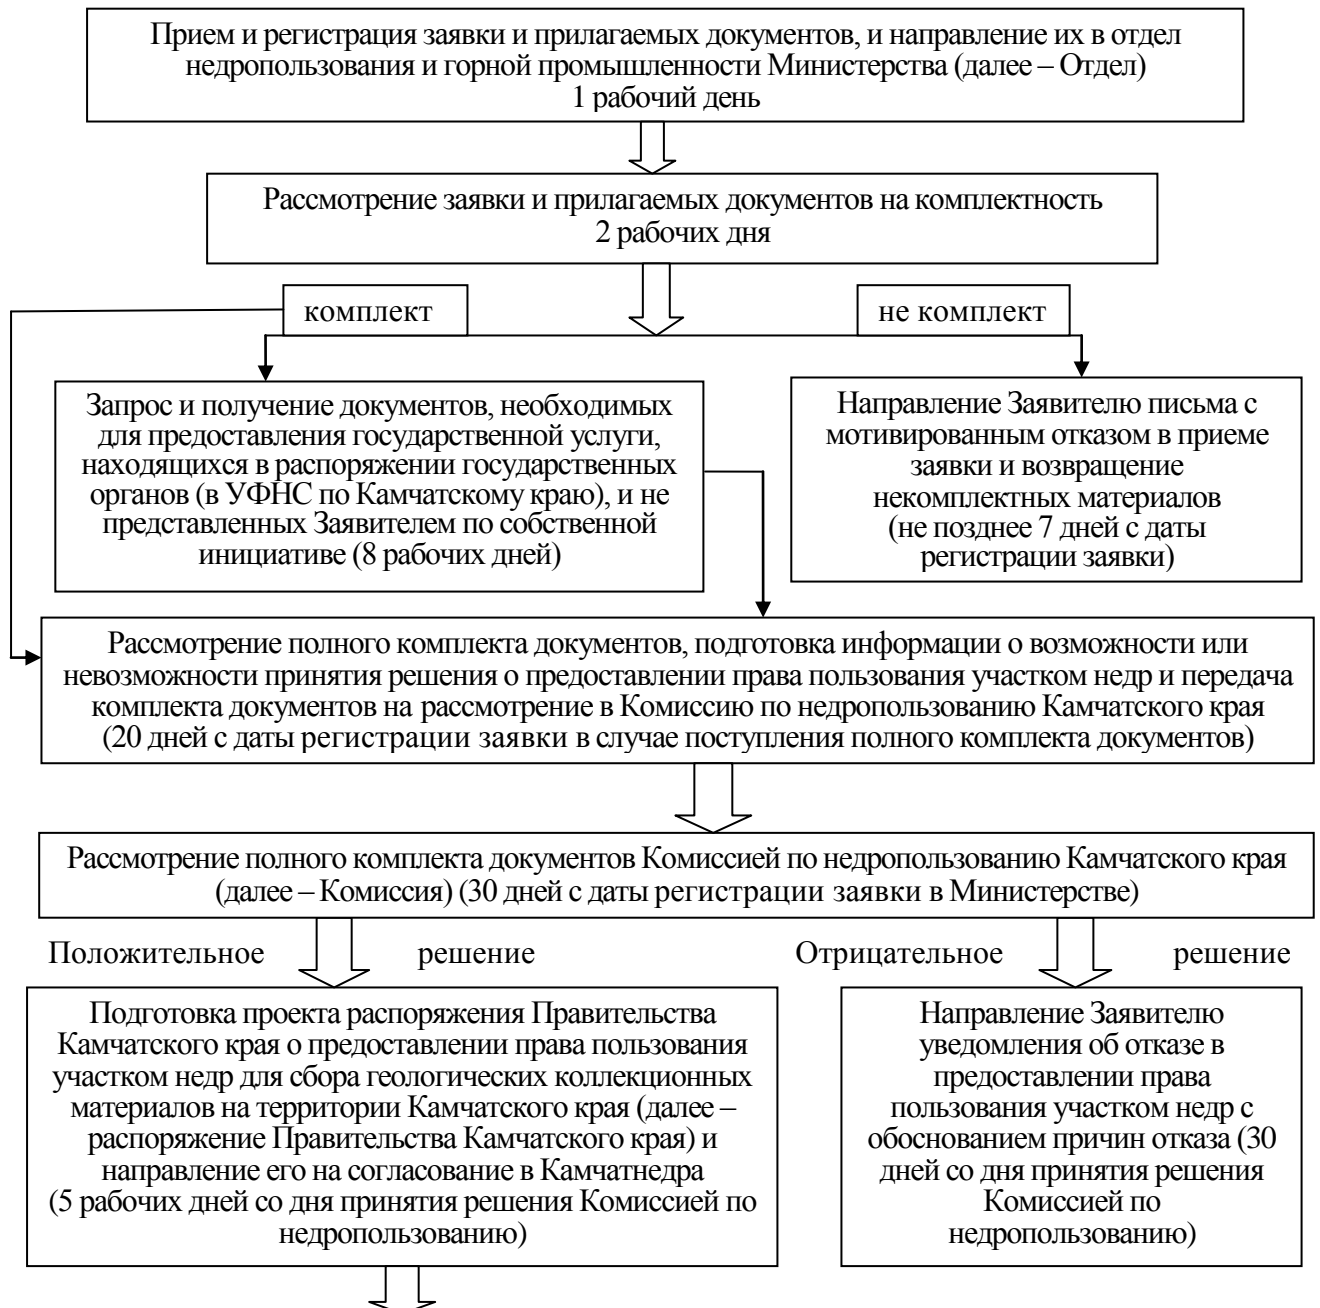 Прием и регистрация заявки и прилагаемых документов, и направление их в отдел
недропользования и горной промышленности Министерства (далее – Отдел)
1 рабочий день
Рассмотрение заявки и прилагаемых документов на комплектность
2 рабочих дня
комплект
не комплект
Запрос и получение документов, необходимых
для предоставления государственной услуги,
находящихся в распоряжении государственных
органов (в УФНС по Камчатскому краю), и не
представленных Заявителем по собственной
инициативе (8 рабочих дней)
Направление Заявителю письма с
мотивированным отказом в приеме
заявки и возвращение
некомплектных материалов
(не позднее 7 дней с даты
регистрации заявки)
Рассмотрение полного комплекта документов, подготовка информации о возможности или
невозможности принятия решения о предоставлении права пользования участком недр и передача
комплекта документов на рассмотрение в Комиссию по недропользованию Камчатского края
(20 дней с даты регистрации заявки в случае поступления полного комплекта документов)
Рассмотрение полного комплекта документов Комиссией по недропользованию Камчатского края
(далее – Комиссия) (30 дней с даты регистрации заявки в Министерстве)
Положительное решение
Отрицательное решение
Подготовка проекта распоряжения Правительства
Камчатского края о предоставлении права пользования
участком недр для сбора геологических коллекционных
материалов на территории Камчатского края (далее –
распоряжение Правительства Камчатского края) и
направление его на согласование в Камчатнедра
(5 рабочих дней со дня принятия решения Комиссией по
недропользованию)
Направление Заявителю
уведомления об отказе в
предоставлении права
пользования участком недр с
обоснованием причин отказа (30
дней со дня принятия решения
Комиссией по
недропользованию)